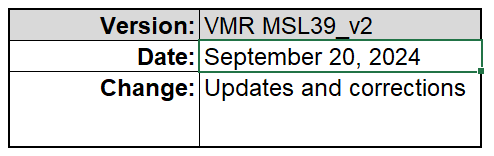 Version: VMR MSL39_v2
Date: September 20, 2024
Change: Updates and corrections